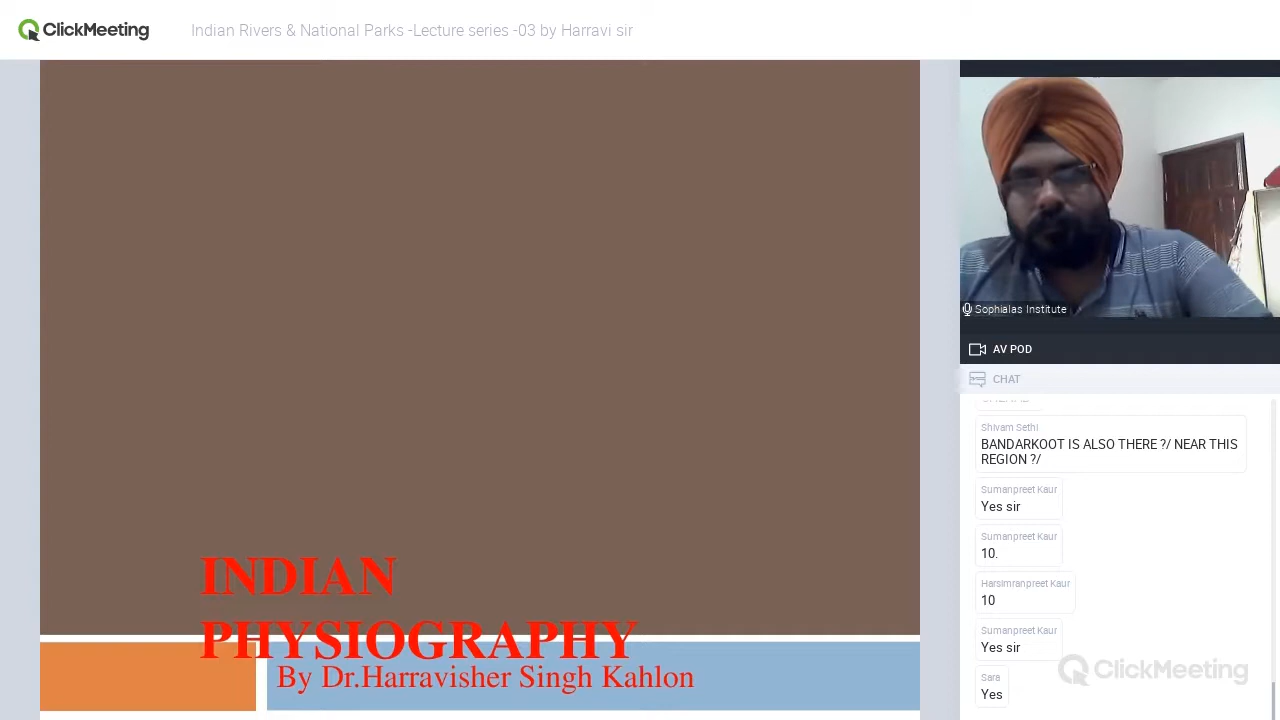 ClickMeeting
Indian Rivers & National Parks -Lecture series -03 by Harravi sir
INDIAN
PHYSIOGRAPHY
By Dr.Harravisher Singh Kahlon
Sophialas Institute
AV POD
CHAT
Shivam Sethi
BANDARKOOT IS ALSO THERE ?/ NEAR THIS
REGION ?/
Sumanpreet Kaur
Yes sir
Sumanpreet Kaur
10.
Harsimranpreet Kaur
10
Sumanpreet Kaur
Yes sir
Sara
Yes
ClickMeeting